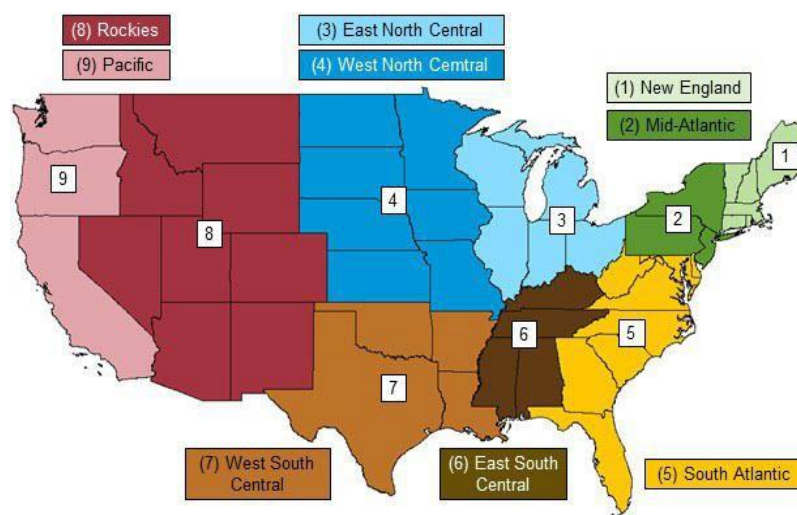 (8) Rockies
(9) Pacific
(3) East North Central
(4) West North Cemtral
(1) New England
(2) Mid-Atlantic
1
9
4
3
2
8
6
5
7
(7) West South
Central
(6) East South
Central
(5) South Atlantic